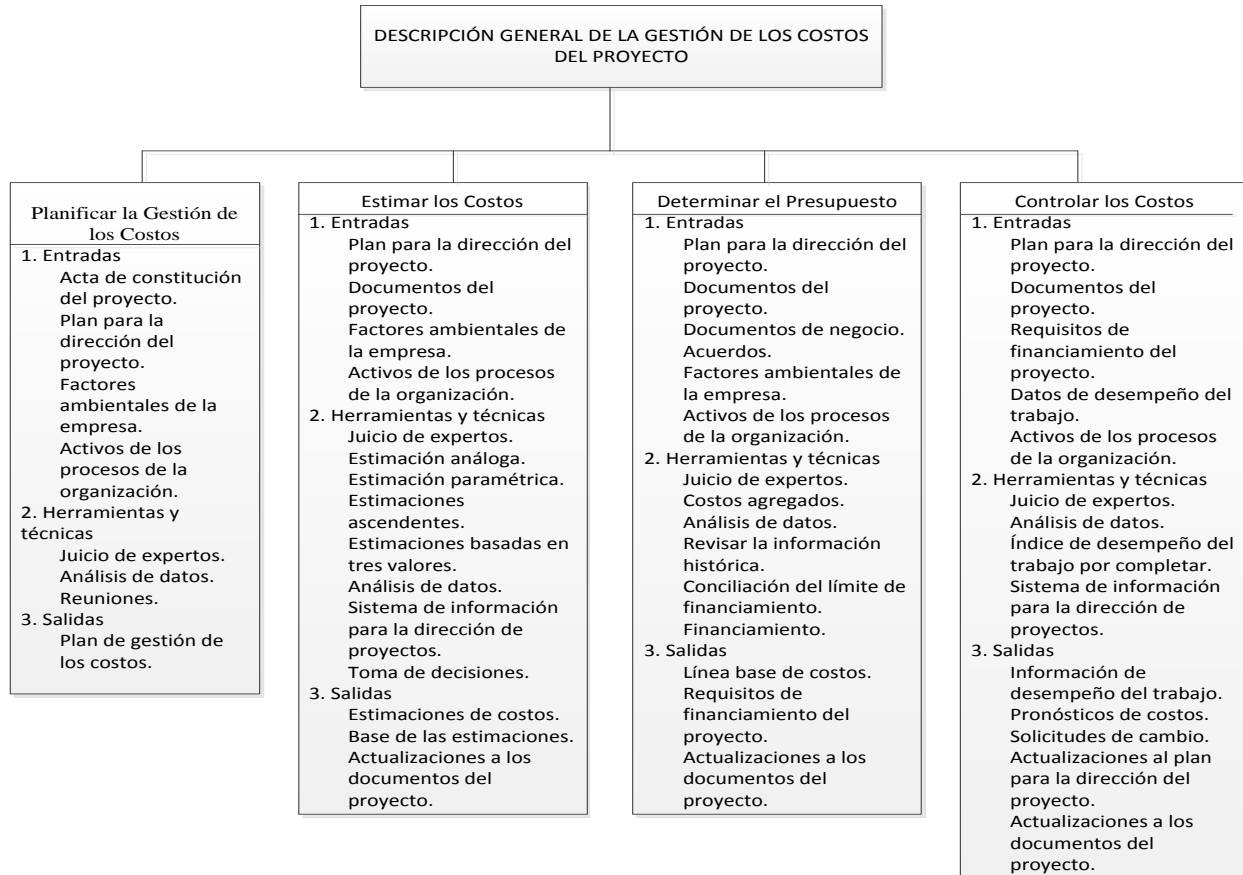 DESCRIPCIÓN GENERAL DE LA GESTIÓN DE LOS COSTOS
DEL PROYECTO
Planificar la Gestión de
los Costos
1. Entradas
Acta de constitución
del proyecto.
Plan para la
dirección del
proyecto.
Factores
ambientales de la
empresa.
Activos de los
procesos de la
organización.
2. Herramientas y
técnicas
Juicio de expertos.
Análisis de datos.
Reuniones.
3. Salidas
Plan de gestión de
los costos.
Estimar los Costos
1. Entradas
Plan para la dirección del
proyecto.
Documentos del
proyecto.
Factores ambientales de
la empresa.
Activos de los procesos
de la organización.
2. Herramientas y técnicas
Juicio de expertos.
Estimación análoga.
Estimación paramétrica.
Estimaciones
ascendentes.
Estimaciones basadas en
tres valores.
Análisis de datos.
Sistema de información
para la dirección de
proyectos.
Toma de decisiones.
3. Salidas
Estimaciones de costos.
Base de las estimaciones.
Actualizaciones a los
documentos del
proyecto.
Determinar el Presupuesto
1. Entradas
Plan para la dirección del
proyecto.
Documentos del
proyecto.
Documentos de negocio.
Acuerdos.
Factores ambientales de
la empresa.
Activos de los procesos
de la organización.
2. Herramientas y técnicas
Juicio de expertos.
Costos agregados.
Análisis de datos.
Revisar la información
histórica.
Conciliación del límite de
financiamiento.
Financiamiento.
3. Salidas
Línea base de costos.
Requisitos de
financiamiento del
proyecto.
Actualizaciones a los
documentos del
proyecto.
Controlar los Costos
1. Entradas
Plan para la dirección del
proyecto.
Documentos del
proyecto.
Requisitos de
financiamiento del
proyecto.
Datos de desempeño del
trabajo.
Activos de los procesos
de la organización.
2. Herramientas y técnicas
Juicio de expertos.
Análisis de datos.
Índice de desempeño del
trabajo por completar.
Sistema de información
para la dirección de
proyectos.
3. Salidas
Información de
desempeño del trabajo.
Pronósticos de costos.
Solicitudes de cambio.
Actualizaciones al plan
para la dirección del
proyecto.
Actualizaciones a los
documentos del
proyecto.